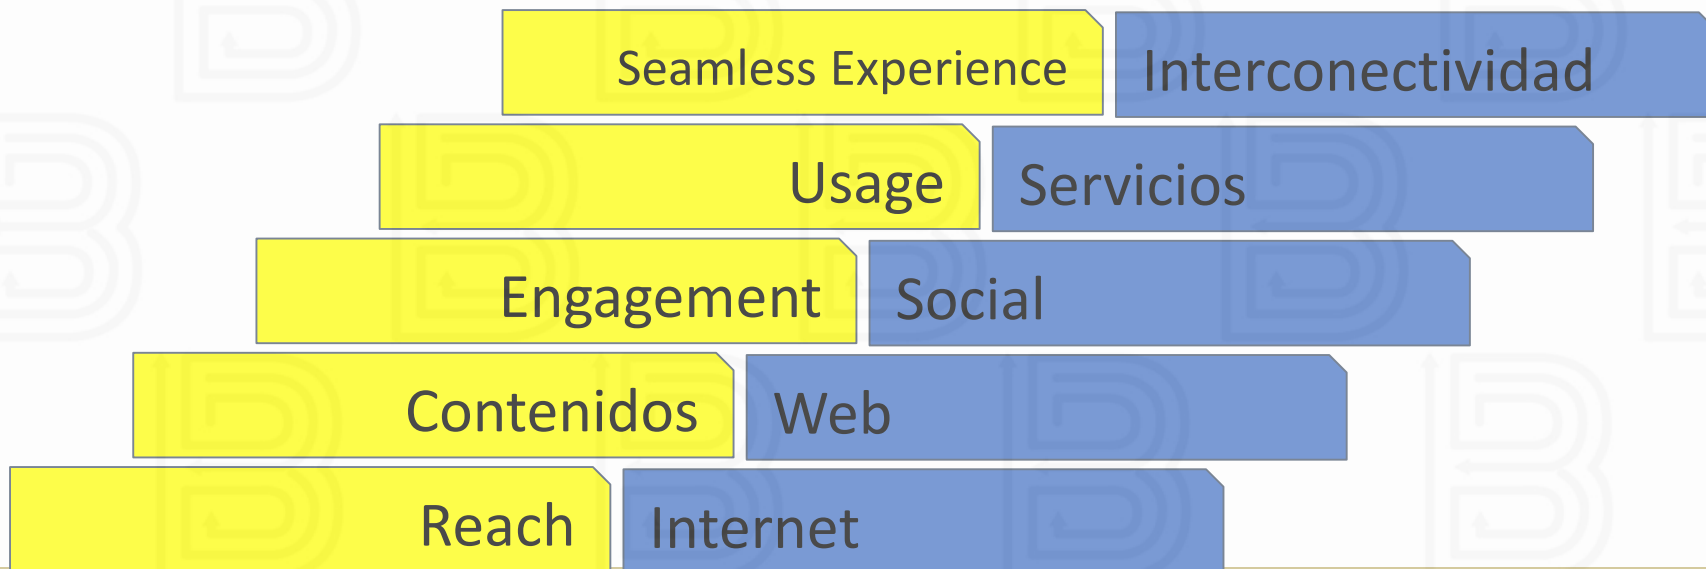 Seamless Experience Interconectividad
Usage Servicios
Engagement Social
Contenidos Web
Reach Internet